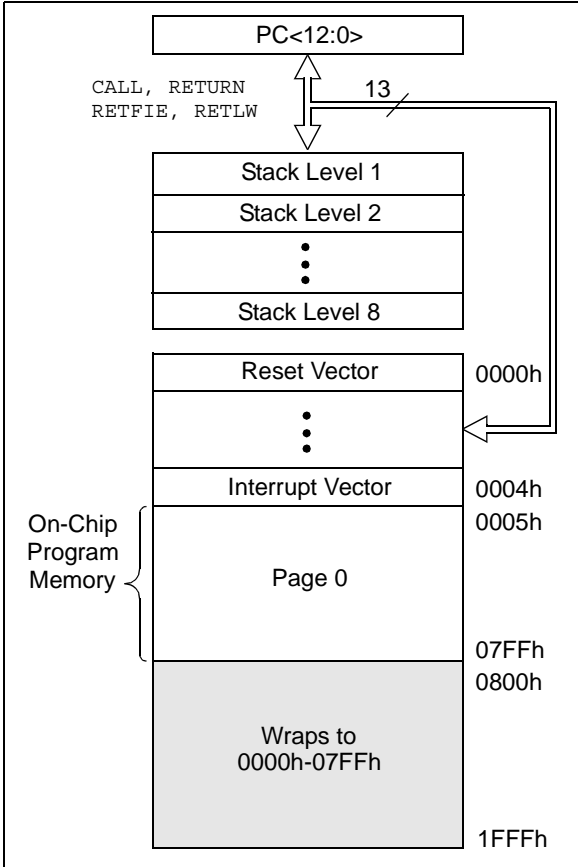 PC<12:0>
CALL, RETURN
RETFIE, RETLW
13
Stack Level 1
Stack Level 2
Stack Level 8
Reset Vector
0000h
Interrupt Vector
0004h
0005h
On-Chip
Program
Memory
Page 0
07FFh
0800h
Wraps to
0000h-07FFh
1FFFh